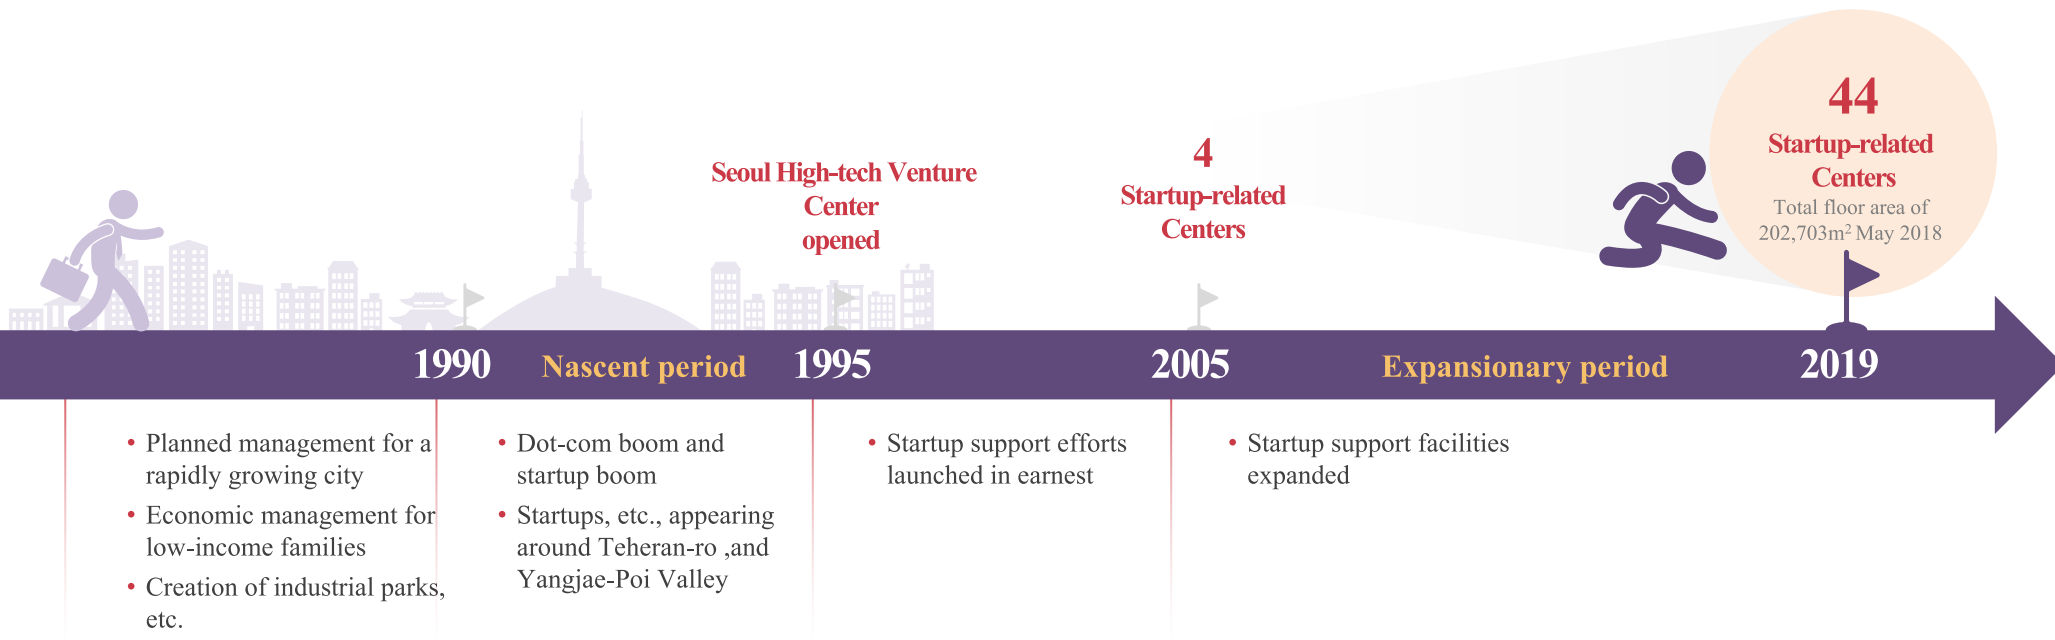 44
Startup-related
Centers
Total floor area of
202,703m² May 2018
4
Startup-related
Centers
Seoul High-tech Venture
Center
opened
1990
Nascent period
1995
2005
Expansionary period
2019
• Planned management for a
rapidly growing city
• Economic management for
low-income families
• Creation of industrial parks,
etc.
• Dot-com boom and
startup boom
• Startups, etc., appearing
around Teheran-ro ,and
Yangjae-Poi Valley
• Startup support efforts
launched in earnest
• Startup support facilities
expanded